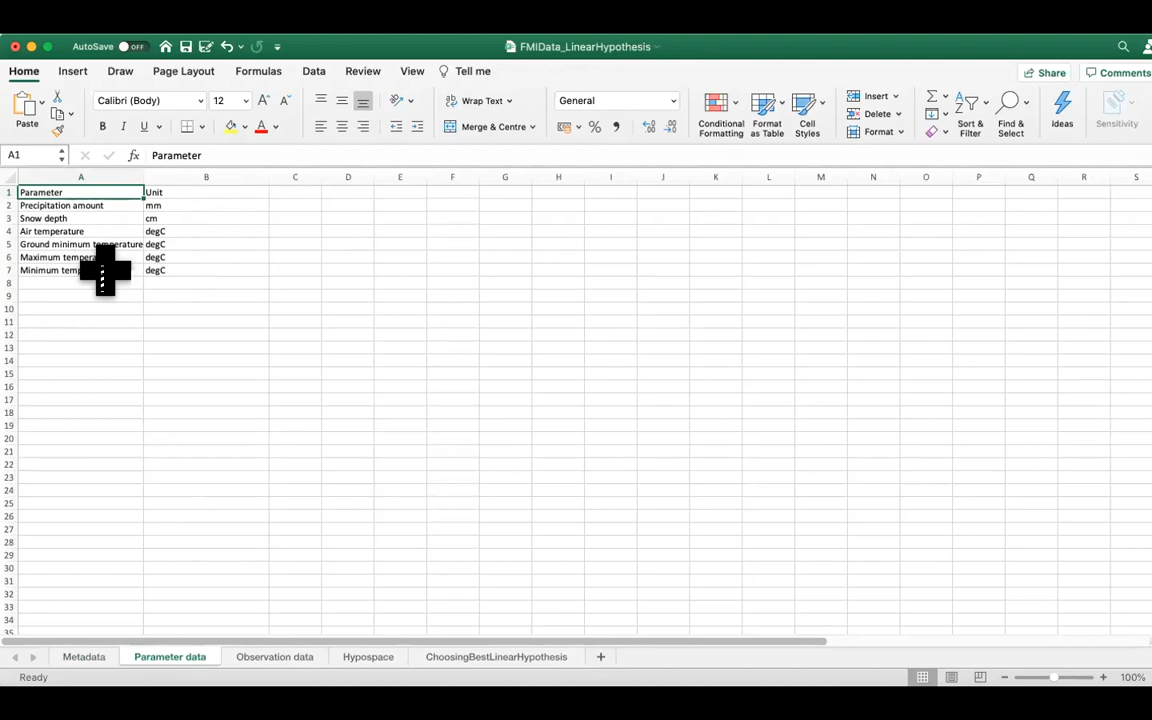 AutoSave OFF FMIData_LinearHypothesis
Home Insert Draw Page Layout Formulas Data Review View Tell me Share Comments
Calibri (Body) 12 Wrap Text General Insert
Paste B I U Merge & Centre % Conditional Formatting Format as Table Cell Styles Delete Format Sort & Filter Find & Select Ideas Sensitivity
A1 fx Parameter
A B C D E F G H I J K L M N O P Q R S
1 Parameter Unit
2 Precipitation amount mm
3 Snow depth cm
4 Air temperature degC
5 Ground minimum temperature degC
6 Maximum degC
7 Minimum degC
8
9
10
11
12
13
14
15
16
17
18
19
20
21
22
23
24
25
26
27
28
29
30
31
32
33
34
35
Metadata Parameter data Observation data Hypospace ChoosingBestLinearHypothesis +
Ready 100%